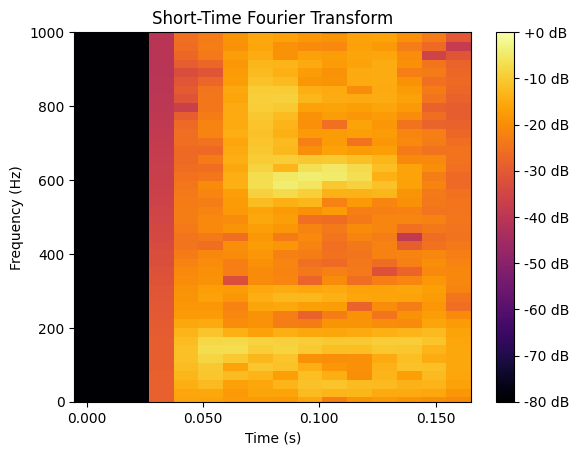 Short-Time Fourier Transform
1000
800
600
400
200
0
Frequency (Hz)
0.000
0.050
0.100
0.150
Time (s)
+0 dB
-10 dB
-20 dB
-30 dB
-40 dB
-50 dB
-60 dB
-70 dB
-80 dB